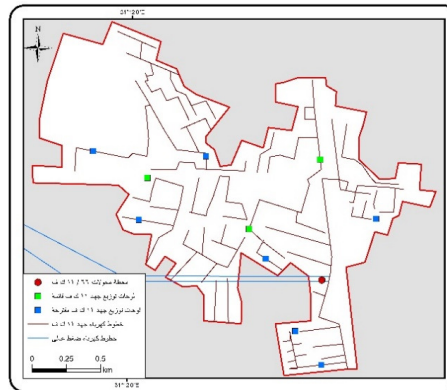 31°20'E
N
محطة محولات ٦٦ / ١١ ك ف
لوحات توزيع جهد ١١ ك ف قائمة
لوحات توزيع جهد ١١ ك ف مقترحة
خطوط كهرباء جهد ١١ ك ف
خطوط كهرباء ضغط عالى
0 0.25 0.5
km
31°20'E